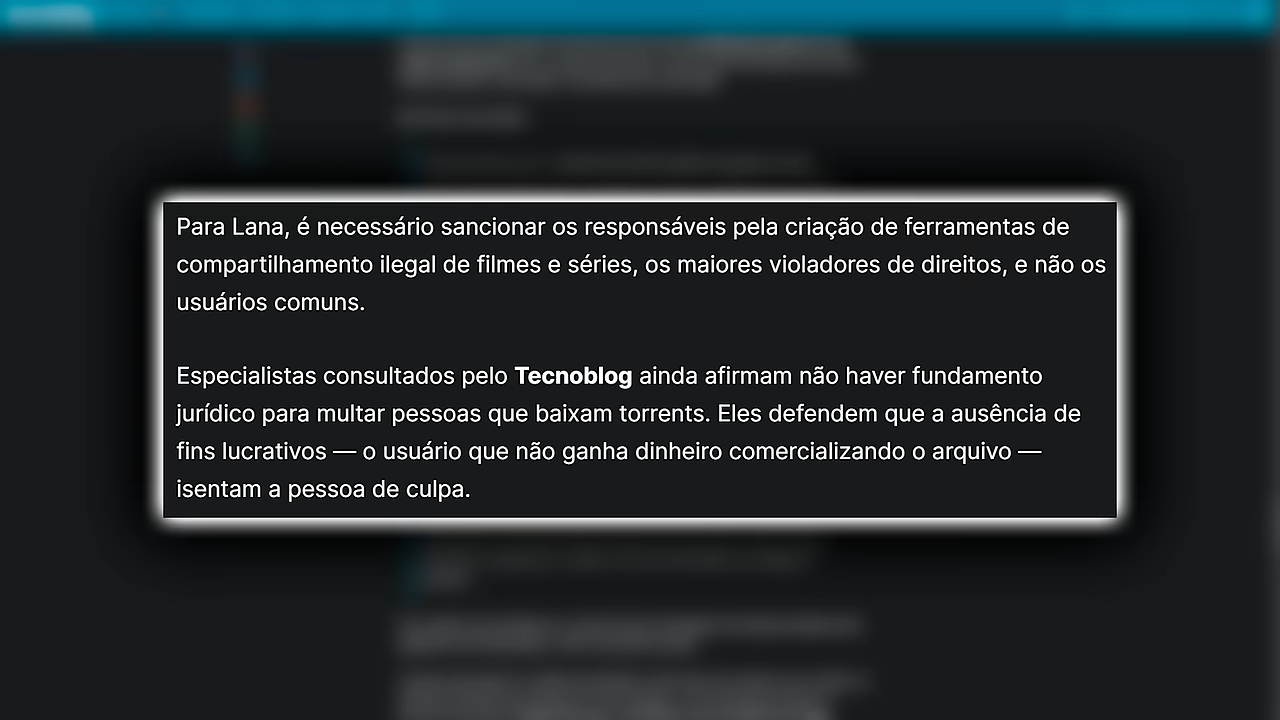 Para Lana, é necessário sancionar os responsáveis pela criação de ferramentas de
compartilhamento ilegal de filmes e séries, os maiores violadores de direitos, e não os
usuários comuns.
Especialistas consultados pelo Tecnoblog ainda afirmam não haver fundamento
jurídico para multar pessoas que baixam torrents. Eles defendem que a ausência de
fins lucrativos — o usuário que não ganha dinheiro comercializando o arquivo —
isentam a pessoa de culpa.